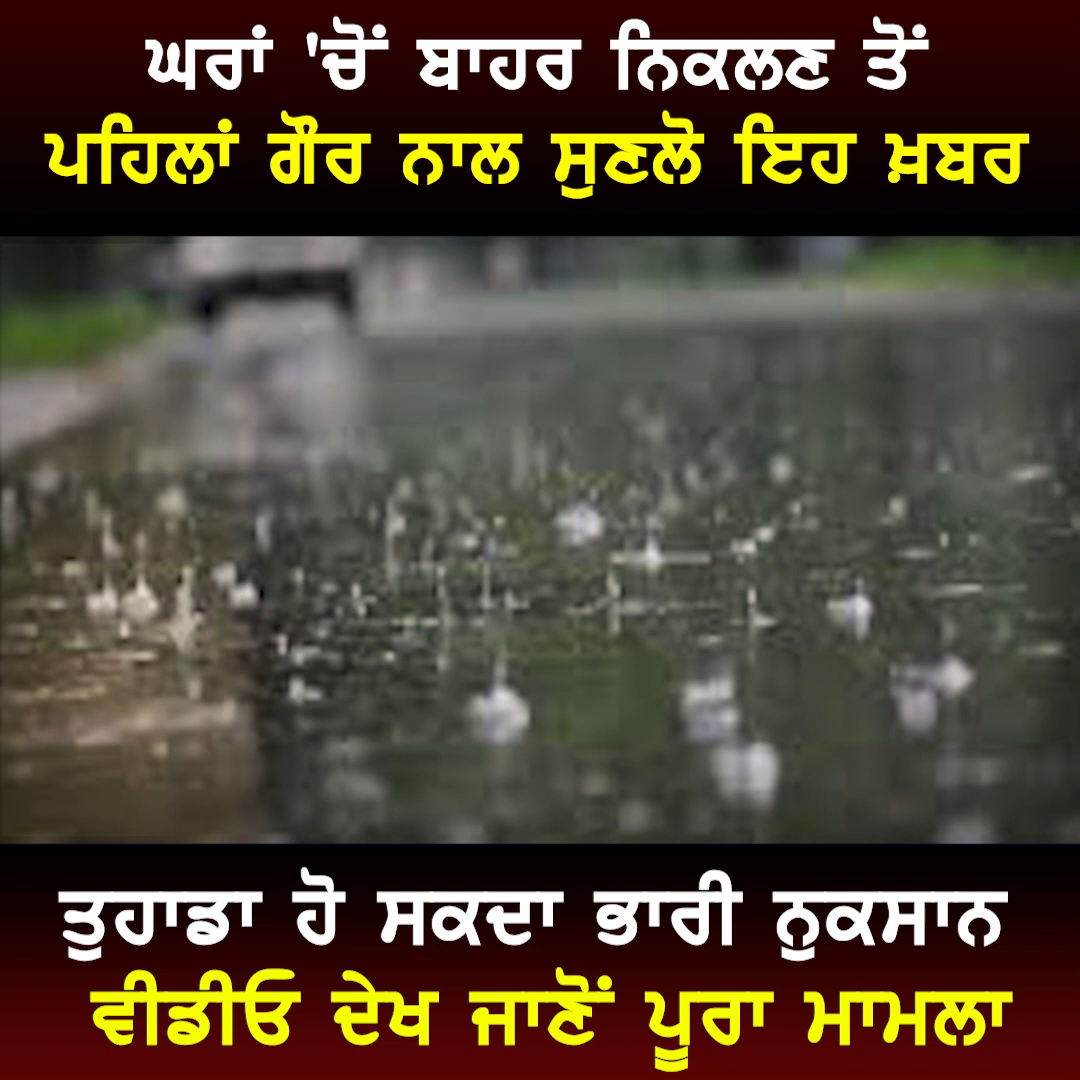 ਘਰਾਂ 'ਚੋਂ ਬਾਹਰ ਨਿਕਲਣ ਤੋਂ
ਪਹਿਲਾਂ ਗੌਰ ਨਾਲ ਸੁਣਲੋ ਇਹ ਖ਼ਬਰ
ਤੁਹਾਡਾ ਹੋ ਸਕਦਾ ਭਾਰੀ ਨੁਕਸਾਨ
ਵੀਡੀਓ ਦੇਖ ਜਾਣੋਂ ਪੂਰਾ ਮਾਮਲਾ